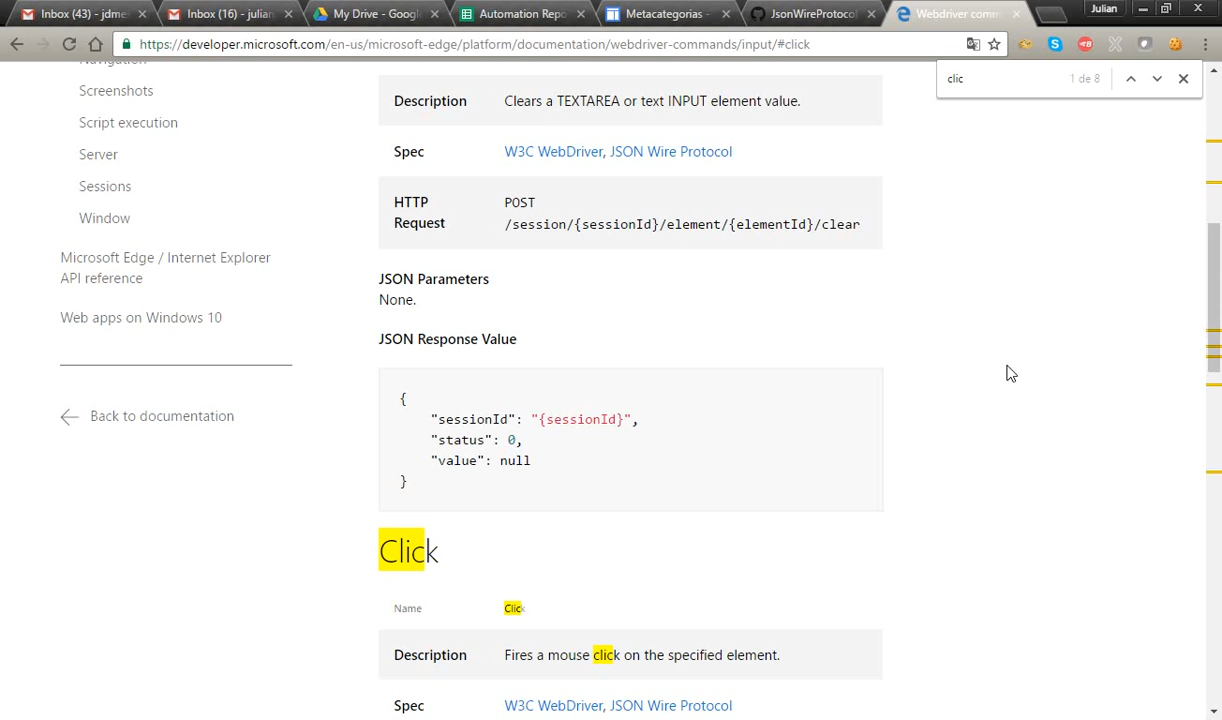 Inbox (43) - jdme
Inbox (16) - julian
My Drive - Google
Automation Repo
Metacategorias -
JsonWireProtocol
Webdriver comm
Julian
https://developer.microsoft.com/en-us/microsoft-edge/platform/documentation/webdriver-commands/input/#click
clic
1 de 8
Navigation
Screenshots
Script execution
Server
Sessions
Window
Microsoft Edge / Internet Explorer
API reference
Web apps on Windows 10
Back to documentation
Description Clears a TEXTAREA or text INPUT element value.
Spec W3C WebDriver, JSON Wire Protocol
HTTP POST
Request /session/{sessionId}/element/{elementId}/clear
JSON Parameters
None.
JSON Response Value
{
"sessionId": "{sessionId}",
"status": 0,
"value": null
}
Click
Name Click
Description Fires a mouse click on the specified element.
Spec W3C WebDriver, JSON Wire Protocol